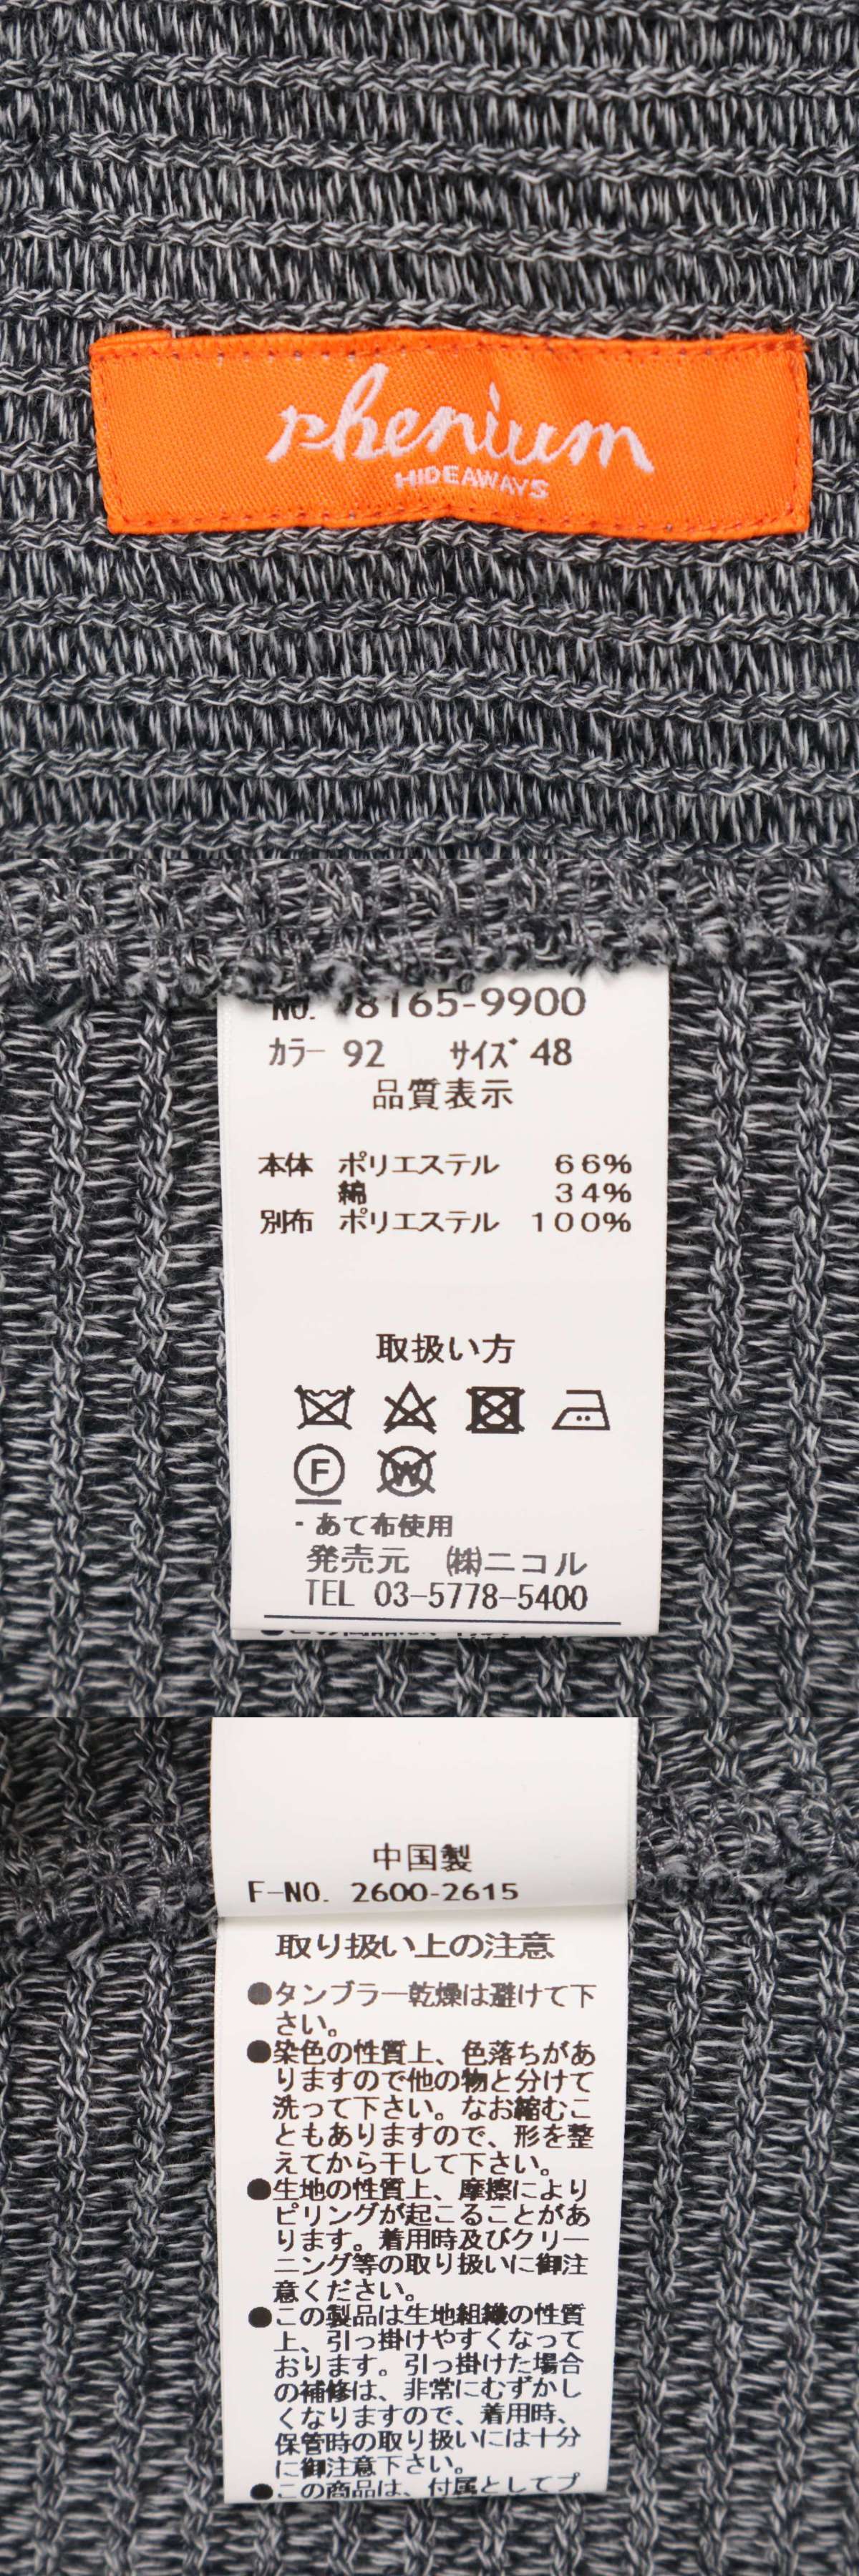 rhenium
HIDEAWAYS
NO. 8165-9900
カラー 92 サイズ 48
品質表示
本体 ポリエステル 66%
綿 34%
別布 ポリエステル 100%
取扱い方
F W
・あて布使用
発売元 ㈱ニコル
TEL 03-5778-5400
中国製
F-NO. 2600-2615
取り扱い上の注意
●タンブラー乾燥は避けて下
さい。
●染色の性質上、色落ちがあ
りますので他の物と分けて
洗って下さい。なお縮むこ
ともありますので、形を整
えてから干して下さい。
●生地の性質上、摩擦により
ピリングが起こることがあ
ります。着用時及びクリー
ニング等の取り扱いに御注
意ください。
●この製品は生地組織の性質
上、引っ掛けやすくなって
おります。引っ掛けた場合
の補修は、非常にむずかし
くなりますので、着用時、
保管時の取り扱いには十分
に御注意下さい。
●この商品は、付属としてプ